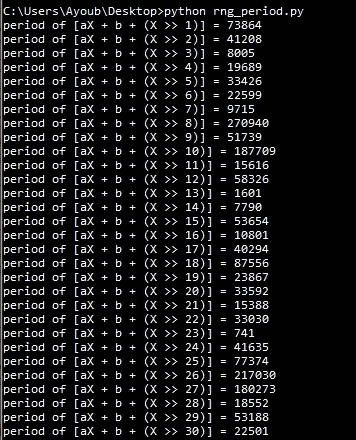 C:\Users\Ayoub\Desktop>python rng_period.py
period of [aX + b + (X >> 1)] = 73864
period of [aX + b + (X >> 2)] = 41208
period of [aX + b + (X >> 3)] = 8005
period of [aX + b + (X >> 4)] = 19689
period of [aX + b + (X >> 5)] = 33426
period of [aX + b + (X >> 6)] = 22599
period of [aX + b + (X >> 7)] = 9715
period of [aX + b + (X >> 8)] = 270940
period of [aX + b + (X >> 9)] = 51739
period of [aX + b + (X >> 10)] = 187709
period of [aX + b + (X >> 11)] = 15616
period of [aX + b + (X >> 12)] = 58326
period of [aX + b + (X >> 13)] = 1601
period of [aX + b + (X >> 14)] = 7790
period of [aX + b + (X >> 15)] = 53654
period of [aX + b + (X >> 16)] = 10801
period of [aX + b + (X >> 17)] = 40294
period of [aX + b + (X >> 18)] = 87556
period of [aX + b + (X >> 19)] = 23867
period of [aX + b + (X >> 20)] = 33592
period of [aX + b + (X >> 21)] = 15388
period of [aX + b + (X >> 22)] = 33030
period of [aX + b + (X >> 23)] = 741
period of [aX + b + (X >> 24)] = 41635
period of [aX + b + (X >> 25)] = 77374
period of [aX + b + (X >> 26)] = 217030
period of [aX + b + (X >> 27)] = 180273
period of [aX + b + (X >> 28)] = 18552
period of [aX + b + (X >> 29)] = 53188
period of [aX + b + (X >> 30)] = 22501